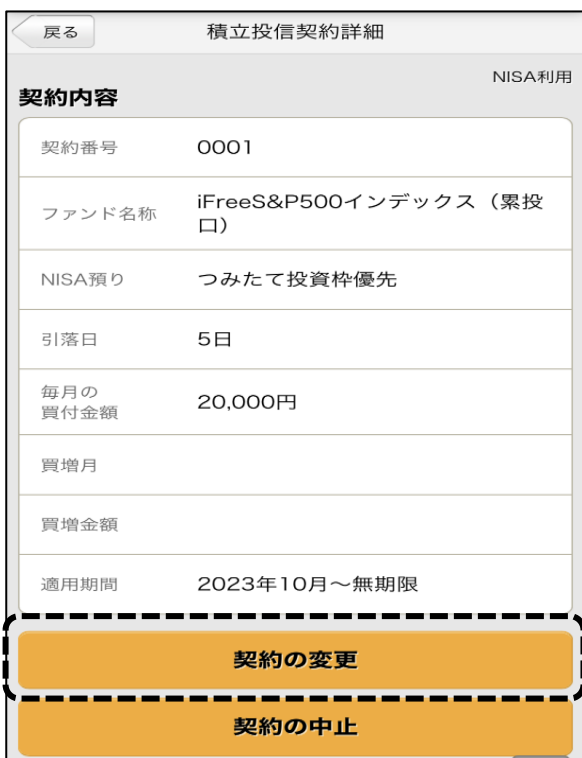 戻る
積立投信契約詳細
NISA利用
契約内容
契約番号
0001
ファンド名称
iFreeS&P500インデックス（累投
口）
NISA預り
つみたて投資枠優先
引落日
5日
毎月の
買付金額
20,000円
買増月
買増金額
適用期間
2023年10月～無期限
契約の変更
契約の中止